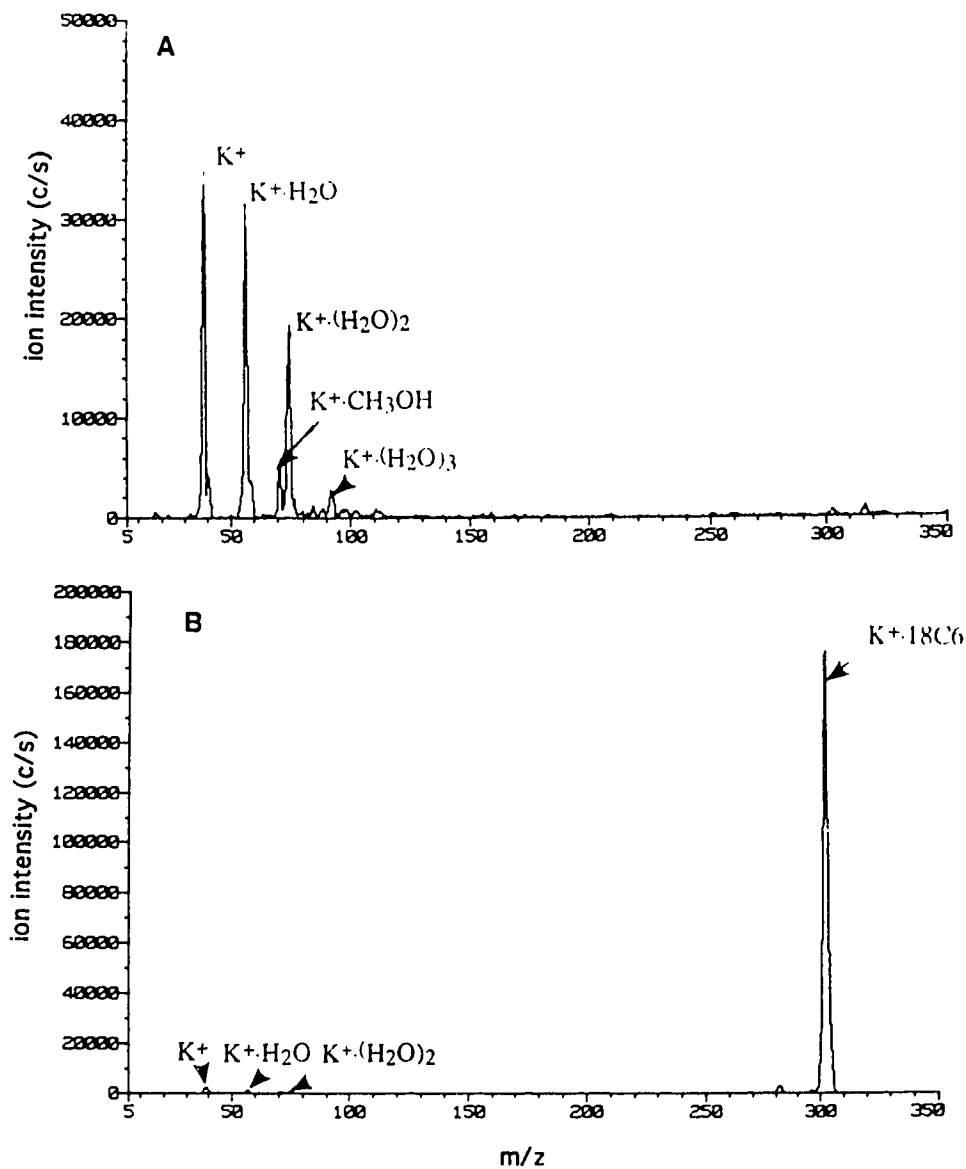 A
50000
40000
30000
20000
10000
0
ion intensity (c/s)
K+
K+·H2O
K+·(H2O)2
K+·CH3OH
K+·(H2O)3
5 50 100 150 200 250 300 350
B
200000
180000
160000
140000
120000
100000
80000
60000
40000
20000
0
ion intensity (c/s)
K+·18C6
K+ K+·H2O K+·(H2O)2
5 50 100 150 200 250 300 350
m/z